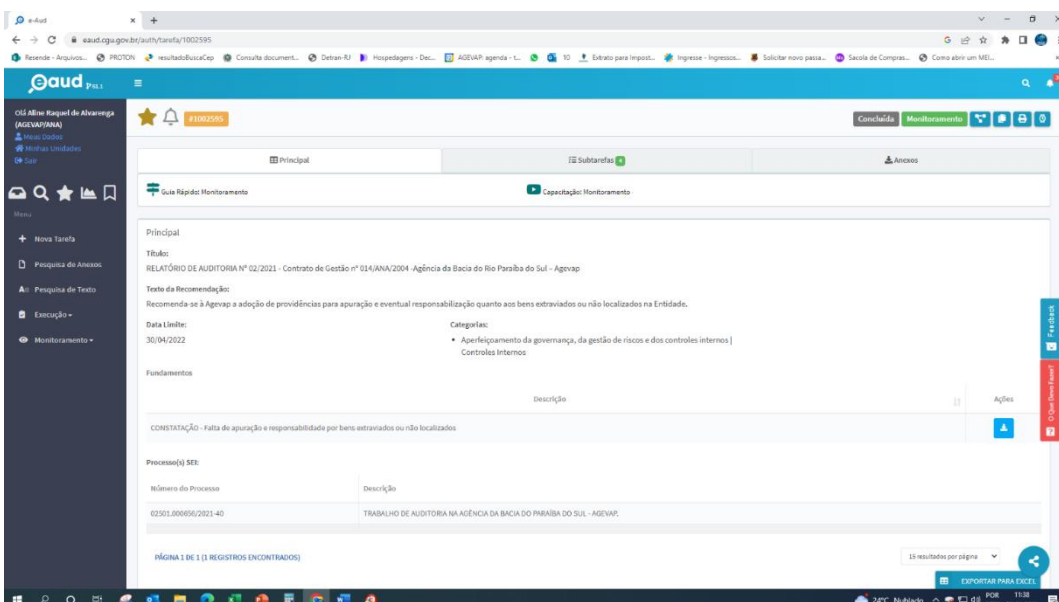 e-Aud
eaud.cgu.gov.br/auth/tarefa/1002595
Resende - Arquivos... PROTON resultadoBuscaCep Consulta document... Detran-RJ Hospedagens - Dec... AGEVAP: agenda - t... 10 Extrato para Impost... Ingresse - Ingressos... Solicitar novo passa... Sacola de Compras... Como abrir um MEI...
eaud
Olá Aline Raquel de Alvarenga
(AGEVAP/ANA)
Meus Dados
Minhas Unidades
Sair
Menu
Nova Tarefa
Pesquisa de Anexos
Pesquisa de Texto
Execução
Monitoramento
#1002595
Concluída Monitoramento
Principal Subtarefas Anexos
Guia Rápido: Monitoramento Capacitação: Monitoramento
Principal
Título:
RELATÓRIO DE AUDITORIA Nº 02/2021 - Contrato de Gestão nº 014/ANA/2004 -Agência da Bacia do Rio Paraíba do Sul – Agevap
Texto da Recomendação:
Recomenda-se à Agevap a adoção de providências para apuração e eventual responsabilização quanto aos bens extraviados ou não localizados na Entidade.
Data Limite: Categorias:
30/04/2022 • Aperfeiçoamento da governança, da gestão de riscos e dos controles internos |
Controles Internos
Fundamentos
Descrição Ações
CONSTATAÇÃO - Falta de apuração e responsabilidade por bens extraviados ou não localizados
Processo(s) SEI:
Número do Processo Descrição
02501.000656/2021-40 TRABALHO DE AUDITORIA NA AGÊNCIA DA BACIA DO PARAÍBA DO SUL - AGEVAP.
PÁGINA 1 DE 1 (1 REGISTROS ENCONTRADOS) 15 resultados por página
EXPORTAR PARA EXCEL
Feedback
O Que Devo Fazer?
24°C Nublado POR 11:38